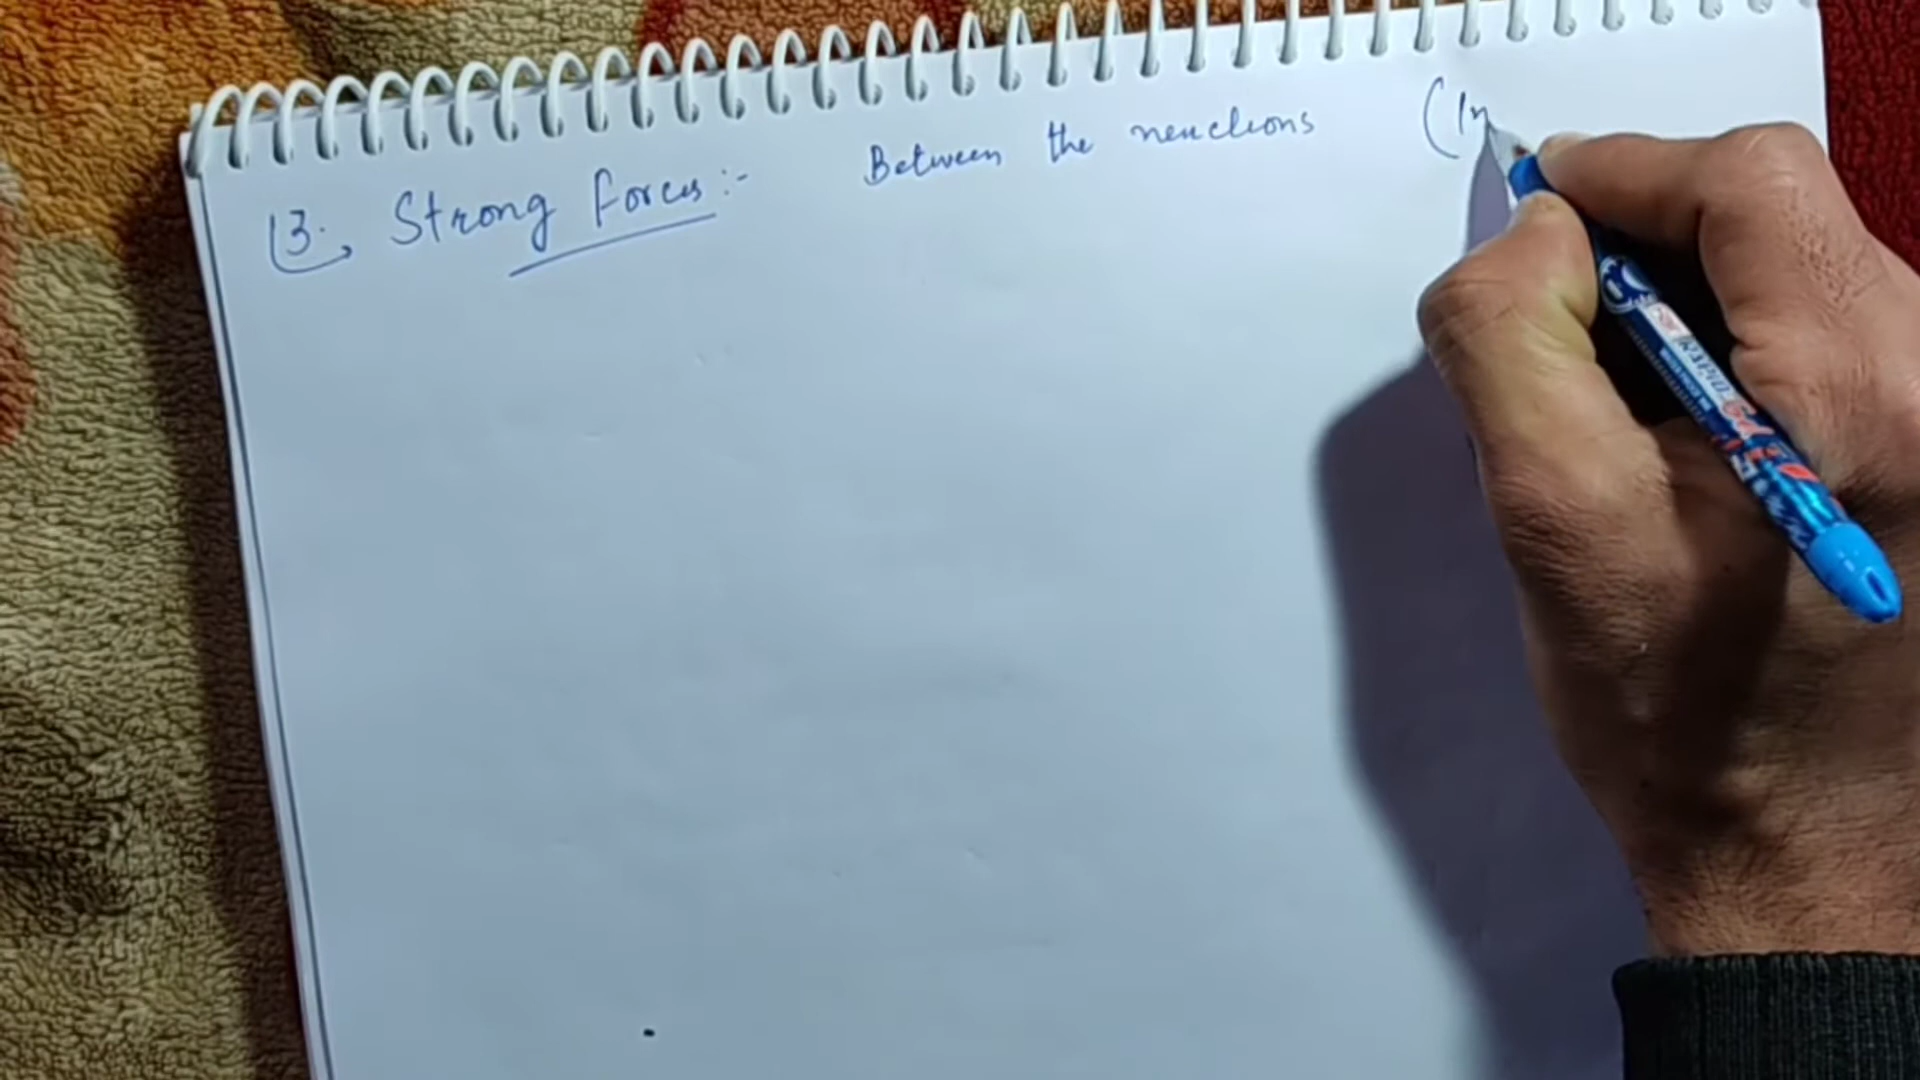 3. Strong forces :- Between the neuclions (In